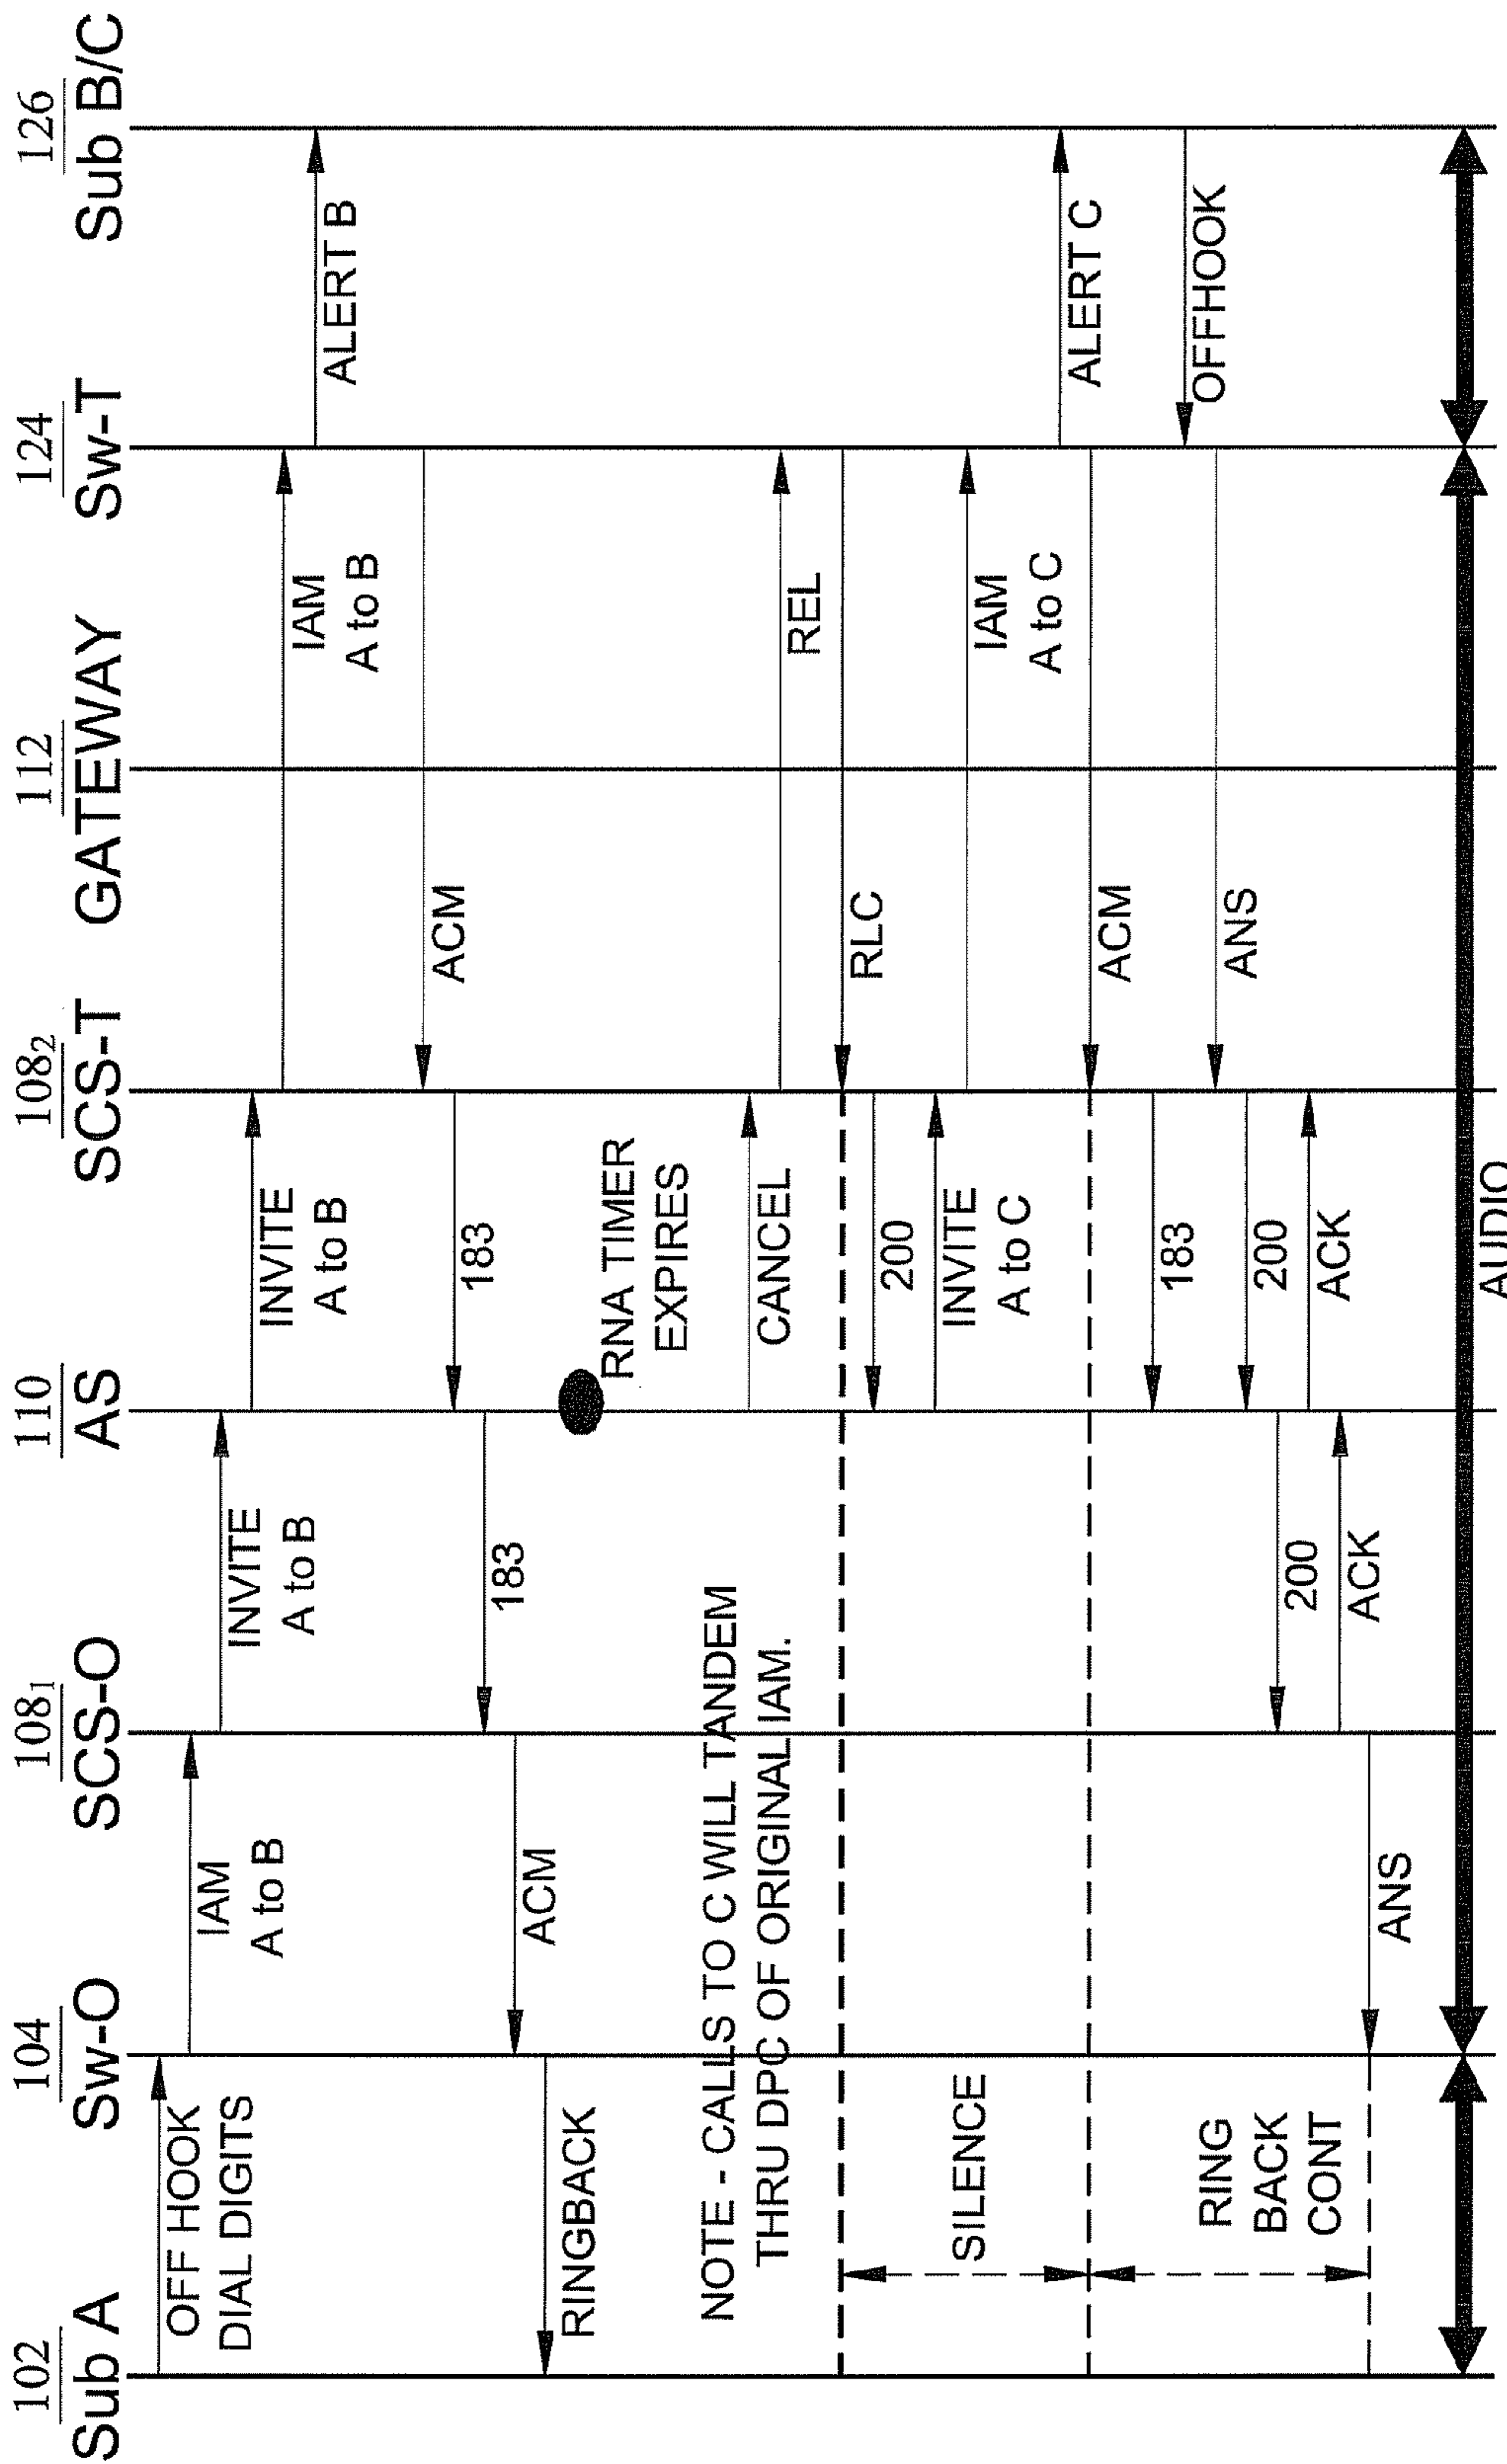 102
Sub A
104
Sw-O
108₁
SCS-O
110
AS
108₂
SCS-T
112
GATEWAY
124
Sw-T
126
Sub B/C
OFF HOOK
DIAL DIGITS
IAM
A to B
INVITE
A to B
INVITE
A to B
IAM
A to B
ALERT B
ACM
183
183
ACM
RINGBACK
RNA TIMER
EXPIRES
NOTE - CALLS TO C WILL TANDEM
THRU DPC OF ORIGINAL IAM.
CANCEL
REL
RLC
200
INVITE
A to C
IAM
A to C
SILENCE
ALERT C
ACM
183
OFFHOOK
ANS
200
200
ACK
ACK
RING
BACK
CONT
ANS
AUDIO